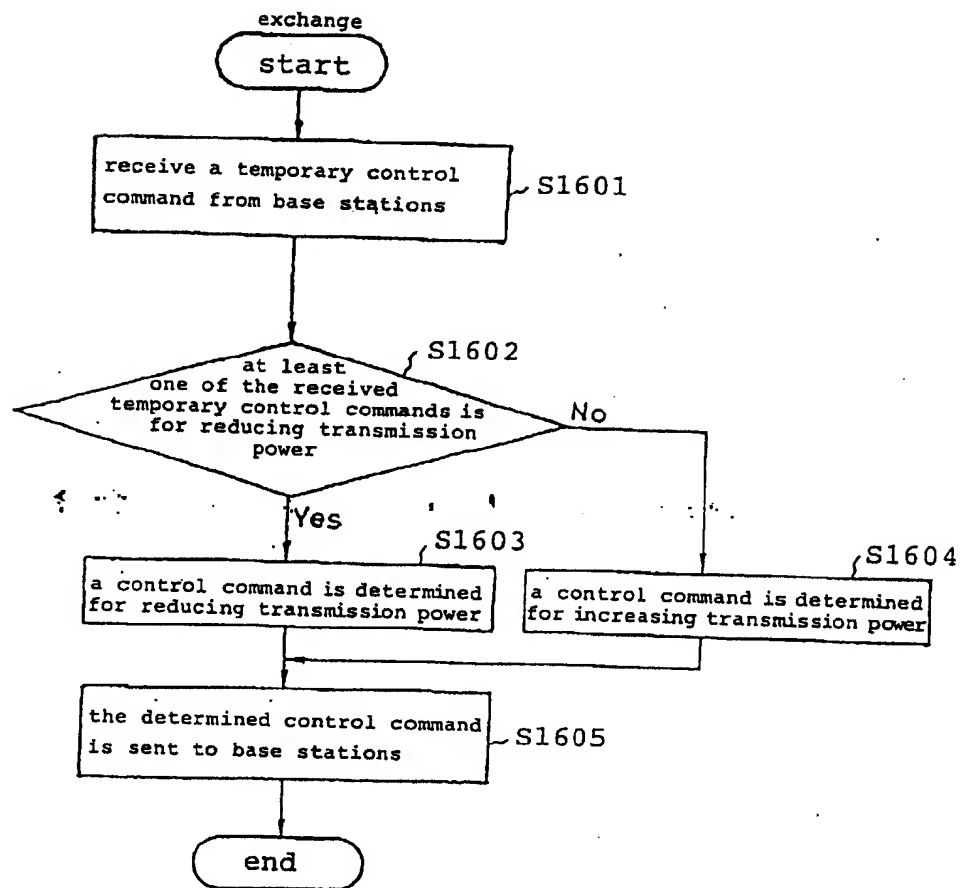 exchange
start
receive a temporary control
command from base stations
S1601
S1602
at least
one of the received
temporary control commands is
for reducing transmission
power
No
Yes
S1603
a control command is determined
for reducing transmission power
S1604
a control command is determined
for increasing transmission power
the determined control command
is sent to base stations
S1605
end